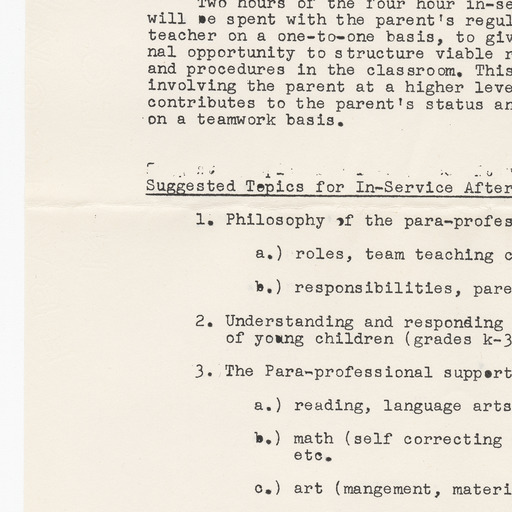 Two hours of the four hour in-se
will be spent with the parent's regul
teacher on a one-to-one basis, to giv
nal opportunity to structure viable r
and procedures in the classroom. This
involving the parent at a higher leve
contributes to the parent's status an
on a teamwork basis.
Suggested Topics for In-Service After
1. Philosophy of the para-profes
a.) roles, team teaching c
b.) responsibilities, pare
2. Understanding and responding
of young children (grades k-3
3. The Para-professional support
a.) reading, language arts
b.) math (self correcting
etc.
c.) art (mangement, materi